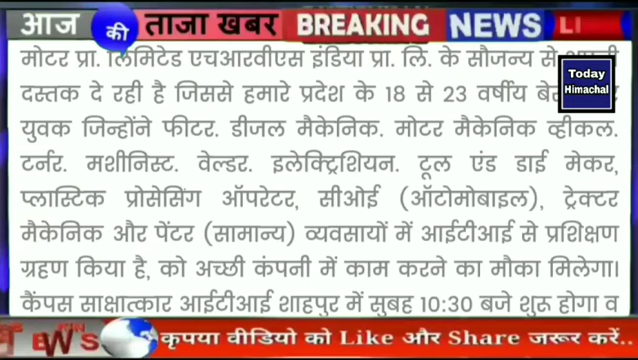 आज की ताजा खबर BREAKING NEWS LI
Today Himachal
मोटर प्रा. लिमिटेड एचआरवीएस इंडिया प्रा. लि. के सौजन्य से
दस्तक दे रही है जिससे हमारे प्रदेश के 18 से 23 वर्षीय
युवक जिन्होंने फीटर. डीजल मैकेनिक. मोटर मैकेनिक व्हीकल.
टर्नर. मशीनिस्ट. वेल्डर. इलेक्ट्रिशियन. टूल एंड डाई मेकर,
प्लास्टिक प्रोसेसिंग ऑपरेटर, सीओई (ऑटोमोबाइल), ट्रेक्टर
मैकेनिक और पेंटर (सामान्य) व्यवसायों में आईटीआई से प्रशिक्षण
ग्रहण किया है, को अच्छी कंपनी में काम करने का मौका मिलेगा।
कैंपस साक्षात्कार आईटीआई शाहपुर में सुबह 10:30 बजे शुरू होगा व
कृपया वीडियो को Like और Share जरूर करें..